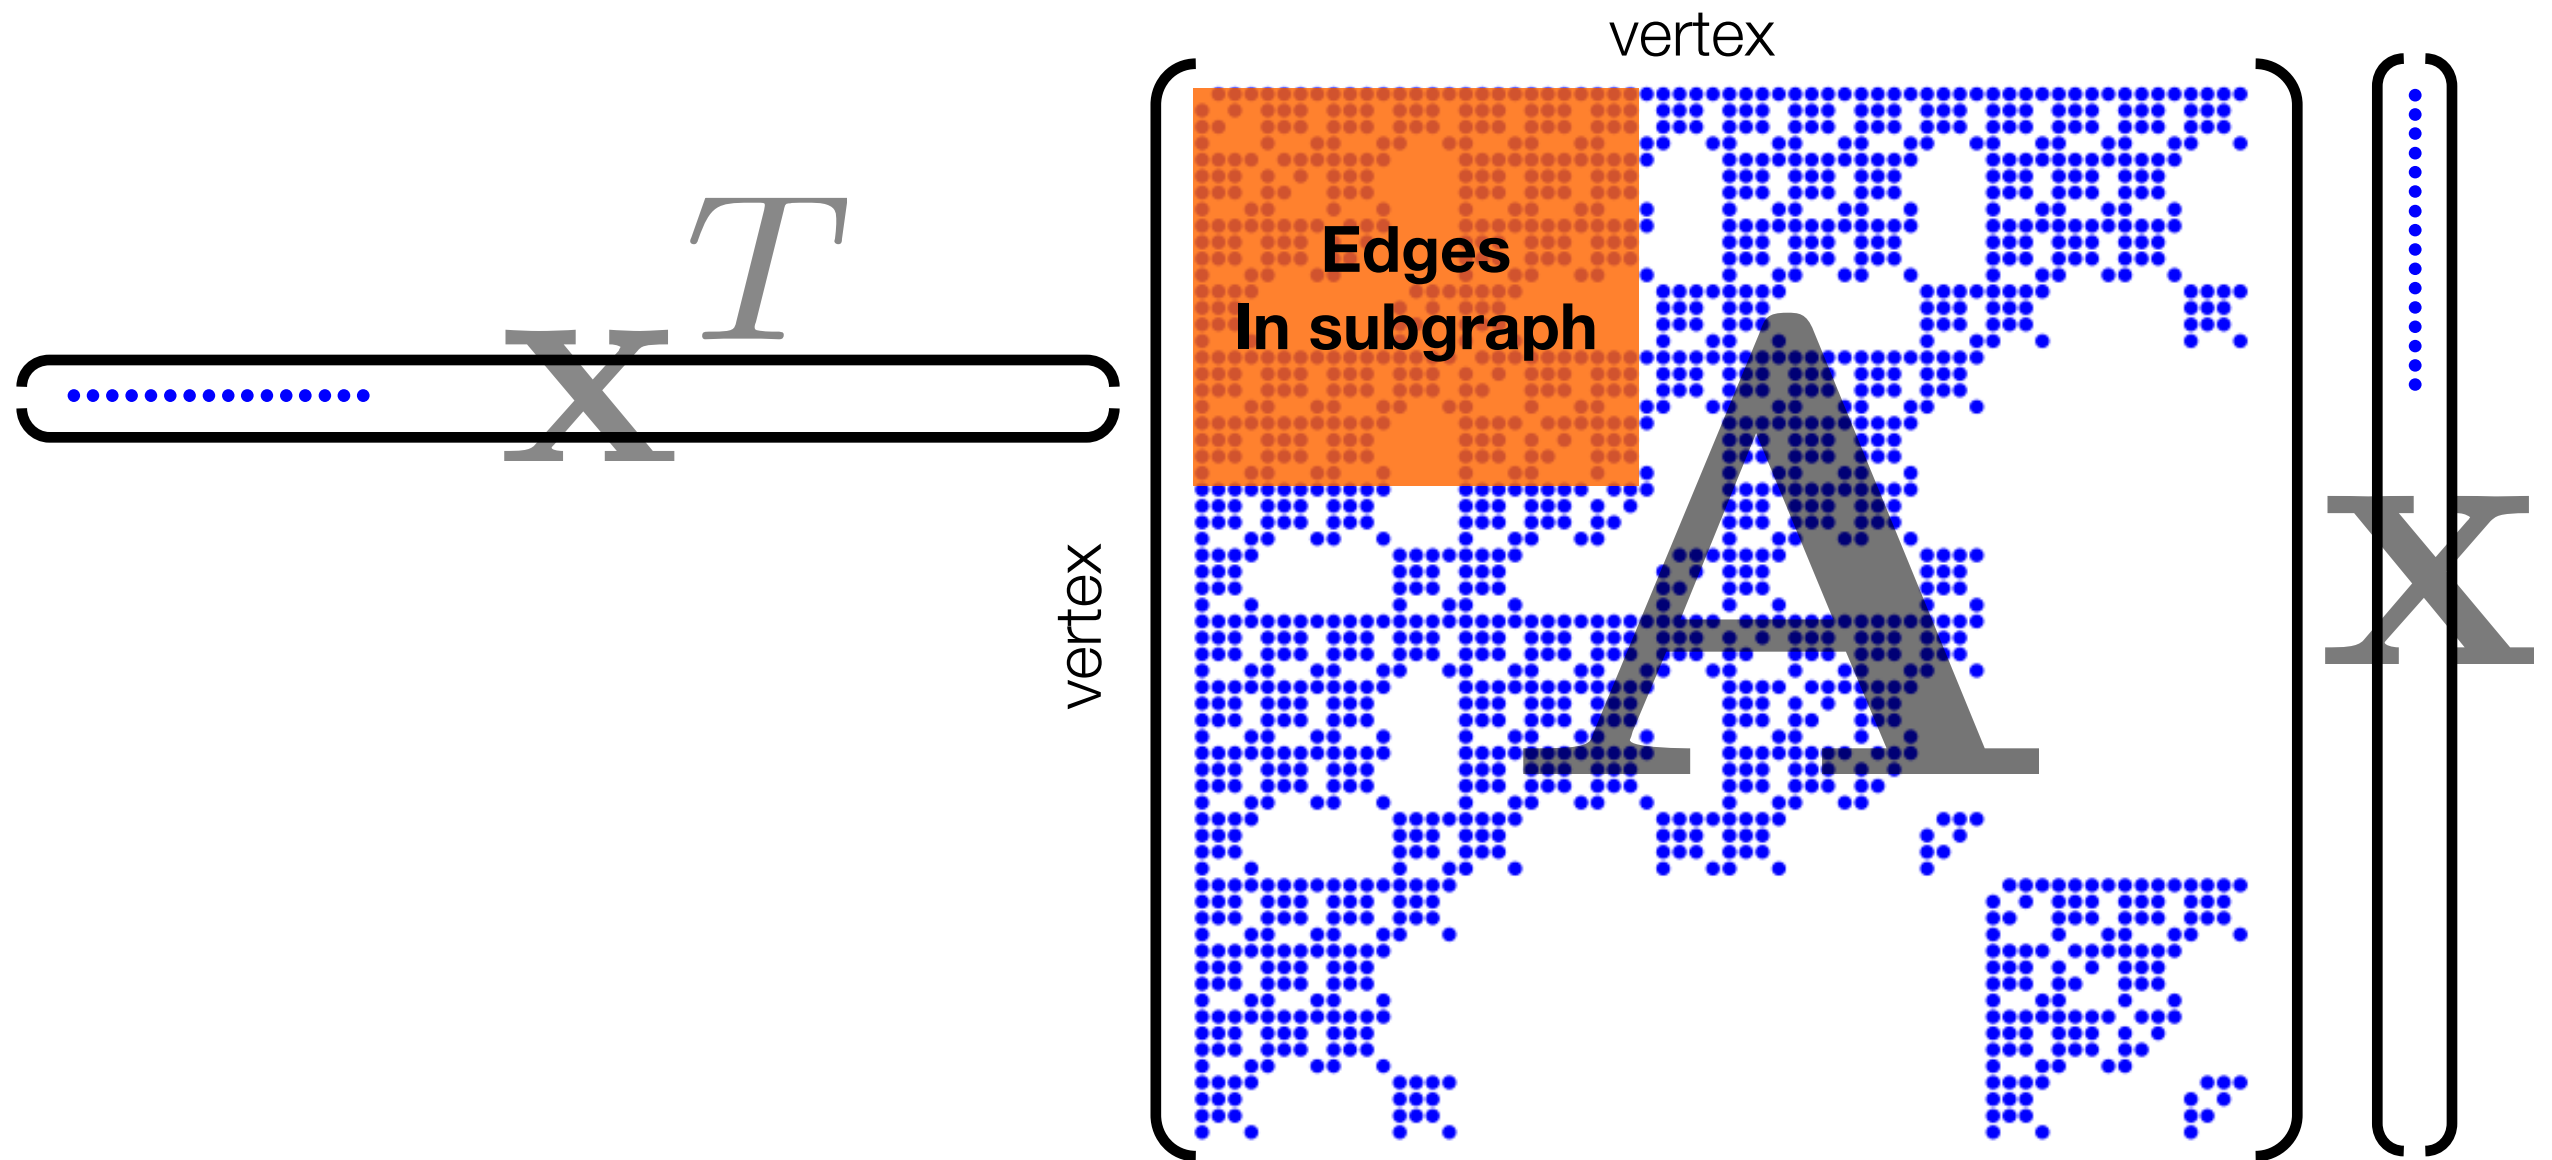 vertex
Edges
In subgraph
x^T
A
x
vertex